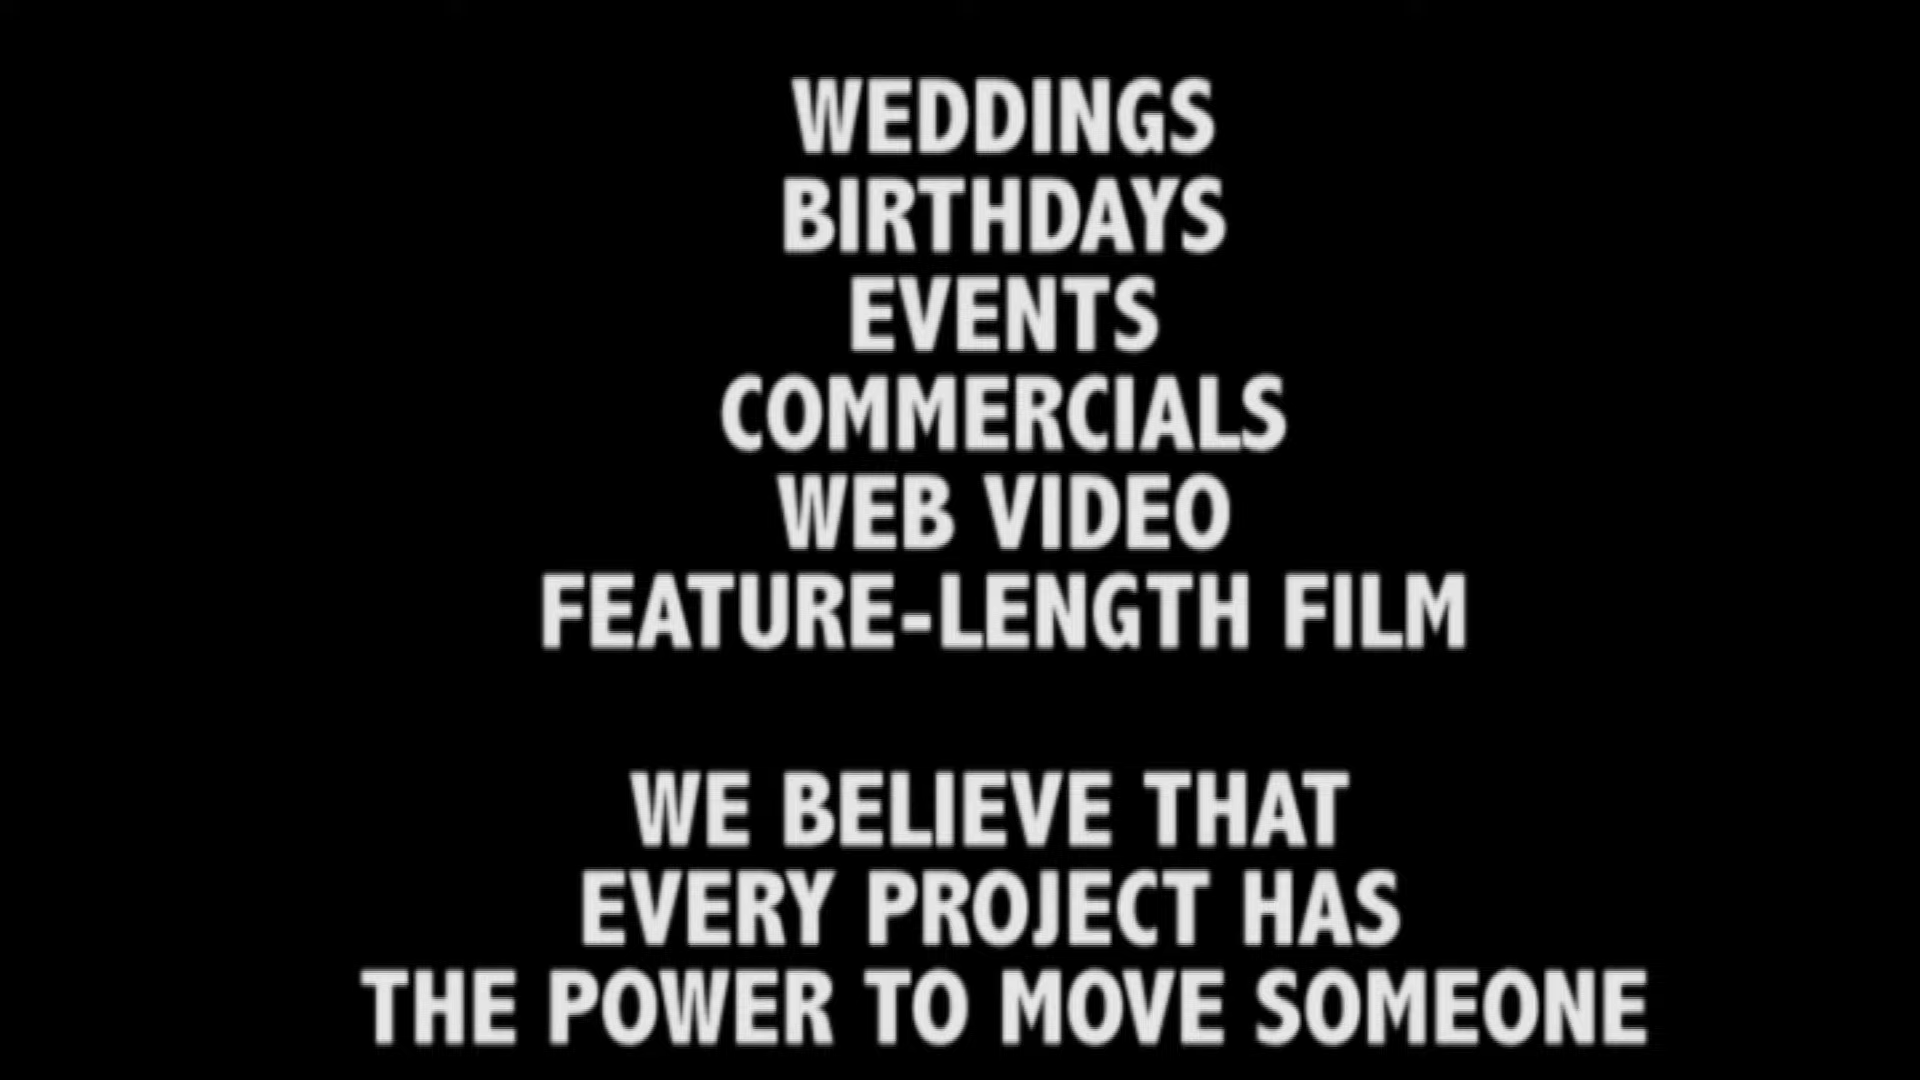 WEDDINGS
BIRTHDAYS
EVENTS
COMMERCIALS
WEB VIDEO
FEATURE-LENGTH FILM
WE BELIEVE THAT
EVERY PROJECT HAS
THE POWER TO MOVE SOMEONE